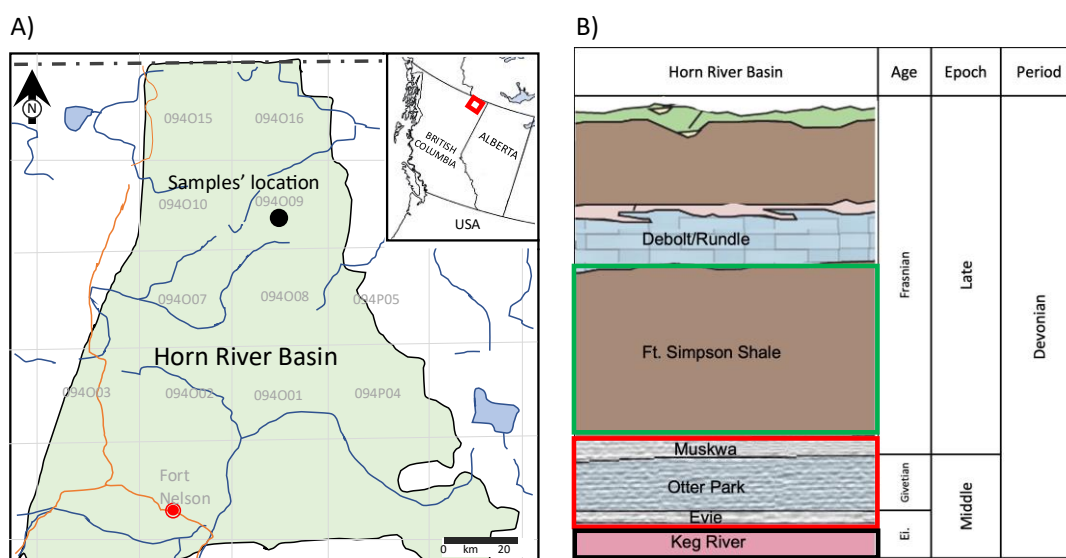 A)
N
094O15
094O16
Samples' location
094O10
094O09
094O07
094O08
094P05
Horn River Basin
094O03
094O02
094O01
094P04
Fort
Nelson
0
km
20
BRITISH
COLUMBIA
ALBERTA
USA
B)
Horn River Basin
Age
Epoch
Period
Debolt/Rundle
Ft. Simpson Shale
Muskwa
Otter Park
Evie
Keg River
Frasnian
Givetian
Ei.
Late
Middle
Devonian